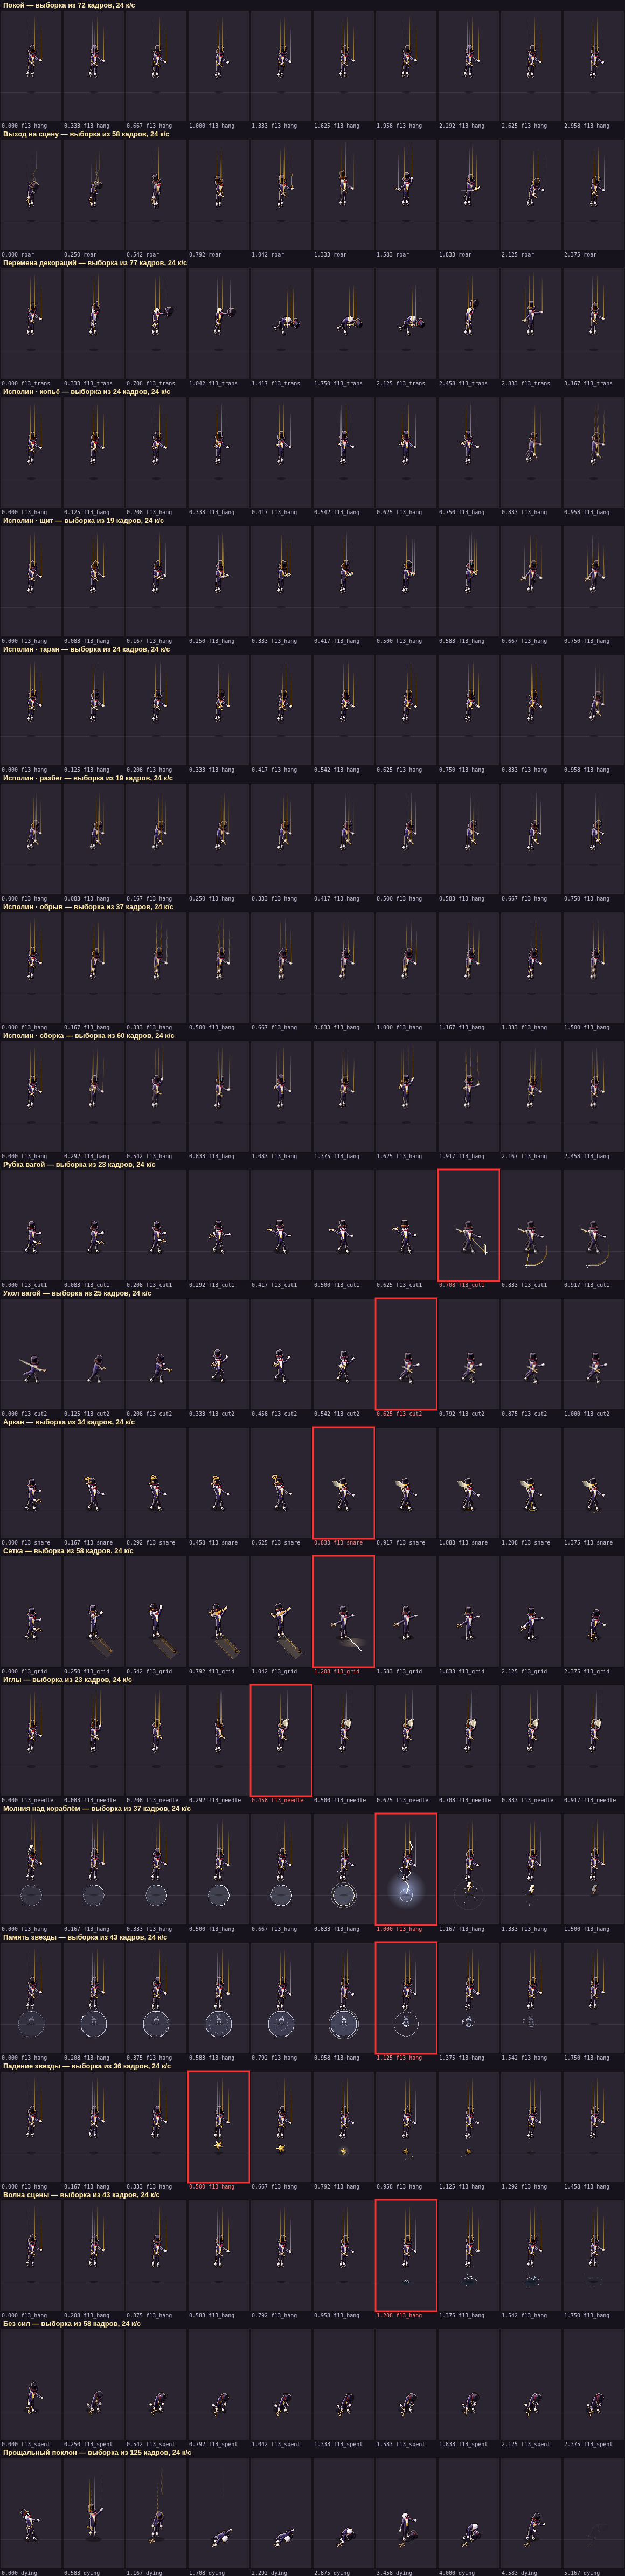 Покой — выборка из 72 кадров, 24 к/с
0.000 f13_hang 0.333 f13_hang 0.667 f13_hang 1.000 f13_hang 1.333 f13_hang 1.625 f13_hang 1.958 f13_hang 2.292 f13_hang 2.625 f13_hang 2.958 f13_hang
Выход на сцену — выборка из 58 кадров, 24 к/с
0.000 roar 0.250 roar 0.542 roar 0.792 roar 1.042 roar 1.333 roar 1.583 roar 1.833 roar 2.125 roar 2.375 roar
Перемена декораций — выборка из 77 кадров, 24 к/с
0.000 f13_trans 0.333 f13_trans 0.708 f13_trans 1.042 f13_trans 1.417 f13_trans 1.750 f13_trans 2.125 f13_trans 2.458 f13_trans 2.833 f13_trans 3.167 f13_trans
Исполин · копьё — выборка из 24 кадров, 24 к/с
0.000 f13_hang 0.125 f13_hang 0.208 f13_hang 0.333 f13_hang 0.417 f13_hang 0.542 f13_hang 0.625 f13_hang 0.750 f13_hang 0.833 f13_hang 0.958 f13_hang
Исполин · щит — выборка из 19 кадров, 24 к/с
0.000 f13_hang 0.083 f13_hang 0.167 f13_hang 0.250 f13_hang 0.333 f13_hang 0.417 f13_hang 0.500 f13_hang 0.583 f13_hang 0.667 f13_hang 0.750 f13_hang
Исполин · таран — выборка из 24 кадров, 24 к/с
0.000 f13_hang 0.125 f13_hang 0.208 f13_hang 0.333 f13_hang 0.417 f13_hang 0.542 f13_hang 0.625 f13_hang 0.750 f13_hang 0.833 f13_hang 0.958 f13_hang
Исполин · разбег — выборка из 19 кадров, 24 к/с
0.000 f13_hang 0.083 f13_hang 0.167 f13_hang 0.250 f13_hang 0.333 f13_hang 0.417 f13_hang 0.500 f13_hang 0.583 f13_hang 0.667 f13_hang 0.750 f13_hang
Исполин · обрыв — выборка из 37 кадров, 24 к/с
0.000 f13_hang 0.167 f13_hang 0.333 f13_hang 0.500 f13_hang 0.667 f13_hang 0.833 f13_hang 1.000 f13_hang 1.167 f13_hang 1.333 f13_hang 1.500 f13_hang
Исполин · сборка — выборка из 60 кадров, 24 к/с
0.000 f13_hang 0.292 f13_hang 0.542 f13_hang 0.833 f13_hang 1.083 f13_hang 1.375 f13_hang 1.625 f13_hang 1.917 f13_hang 2.167 f13_hang 2.458 f13_hang
Рубка вагой — выборка из 23 кадров, 24 к/с
0.000 f13_cut1 0.083 f13_cut1 0.208 f13_cut1 0.292 f13_cut1 0.417 f13_cut1 0.500 f13_cut1 0.625 f13_cut1 0.708 f13_cut1 0.833 f13_cut1 0.917 f13_cut1
Укол вагой — выборка из 25 кадров, 24 к/с
0.000 f13_cut2 0.125 f13_cut2 0.208 f13_cut2 0.333 f13_cut2 0.458 f13_cut2 0.542 f13_cut2 0.625 f13_cut2 0.792 f13_cut2 0.875 f13_cut2 1.000 f13_cut2
Аркан — выборка из 34 кадров, 24 к/с
0.000 f13_snare 0.167 f13_snare 0.292 f13_snare 0.458 f13_snare 0.625 f13_snare 0.833 f13_snare 0.917 f13_snare 1.083 f13_snare 1.208 f13_snare 1.375 f13_snare
Сетка — выборка из 58 кадров, 24 к/с
0.000 f13_grid 0.250 f13_grid 0.542 f13_grid 0.792 f13_grid 1.042 f13_grid 1.208 f13_grid 1.583 f13_grid 1.833 f13_grid 2.125 f13_grid 2.375 f13_grid
Иглы — выборка из 23 кадров, 24 к/с
0.000 f13_needle 0.083 f13_needle 0.208 f13_needle 0.292 f13_needle 0.458 f13_needle 0.500 f13_needle 0.625 f13_needle 0.708 f13_needle 0.833 f13_needle 0.917 f13_needle
Молния над кораблём — выборка из 37 кадров, 24 к/с
0.000 f13_hang 0.167 f13_hang 0.333 f13_hang 0.500 f13_hang 0.667 f13_hang 0.833 f13_hang 1.000 f13_hang 1.167 f13_hang 1.333 f13_hang 1.500 f13_hang
Память звезды — выборка из 43 кадров, 24 к/с
0.000 f13_hang 0.208 f13_hang 0.375 f13_hang 0.583 f13_hang 0.792 f13_hang 0.958 f13_hang 1.125 f13_hang 1.375 f13_hang 1.542 f13_hang 1.750 f13_hang
Падение звезды — выборка из 36 кадров, 24 к/с
0.000 f13_hang 0.167 f13_hang 0.333 f13_hang 0.500 f13_hang 0.667 f13_hang 0.792 f13_hang 0.958 f13_hang 1.125 f13_hang 1.292 f13_hang 1.458 f13_hang
Волна сцены — выборка из 43 кадров, 24 к/с
0.000 f13_hang 0.208 f13_hang 0.375 f13_hang 0.583 f13_hang 0.792 f13_hang 0.958 f13_hang 1.208 f13_hang 1.375 f13_hang 1.542 f13_hang 1.750 f13_hang
Без сил — выборка из 58 кадров, 24 к/с
0.000 f13_spent 0.250 f13_spent 0.542 f13_spent 0.792 f13_spent 1.042 f13_spent 1.333 f13_spent 1.583 f13_spent 1.833 f13_spent 2.125 f13_spent 2.375 f13_spent
Прощальный поклон — выборка из 125 кадров, 24 к/с
0.000 dying 0.583 dying 1.167 dying 1.708 dying 2.292 dying 2.875 dying 3.458 dying 4.000 dying 4.583 dying 5.167 dying